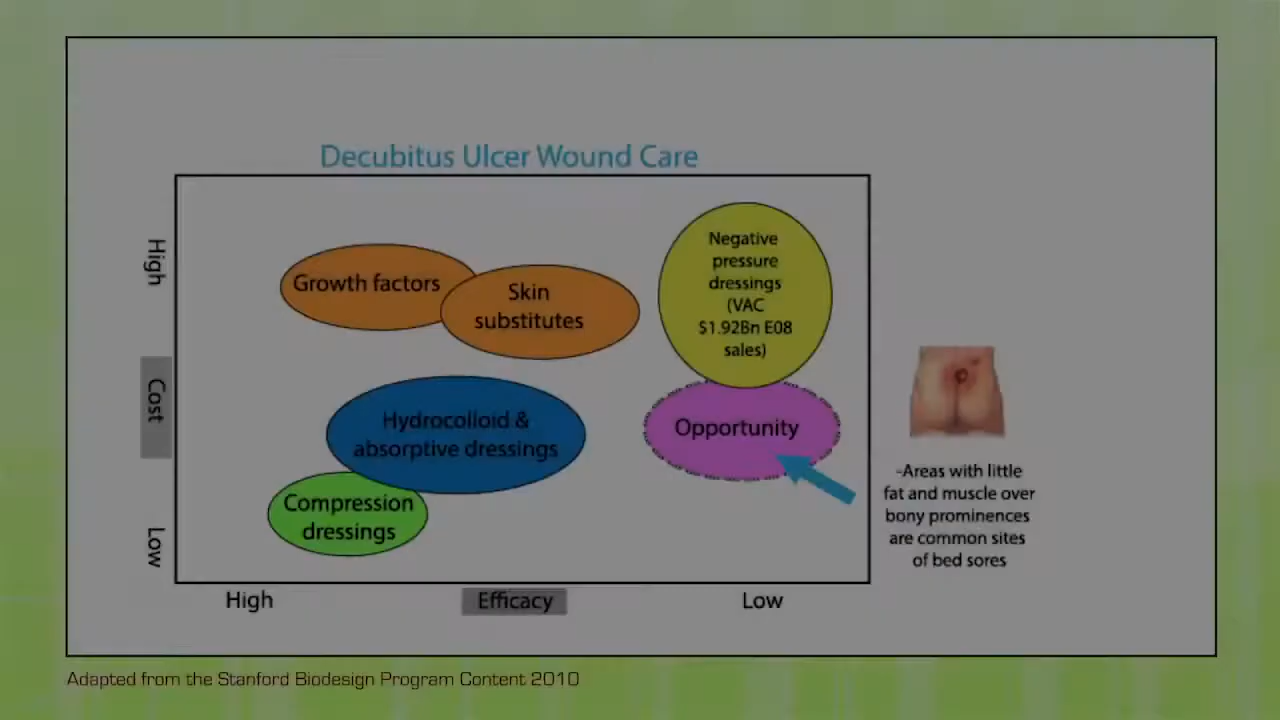 Decubitus Ulcer Wound Care
High
Cost
Low
Growth factors
Skin
substitutes
Negative
pressure
dressings
(VAC
$1.92Bn E08
sales)
Hydrocolloid &
absorptive dressings
Opportunity
Compression
dressings
High
Efficacy
Low
-Areas with little
fat and muscle over
bony prominences
are common sites
of bed sores
Adapted from the Stanford Biodesign Program Content 2010